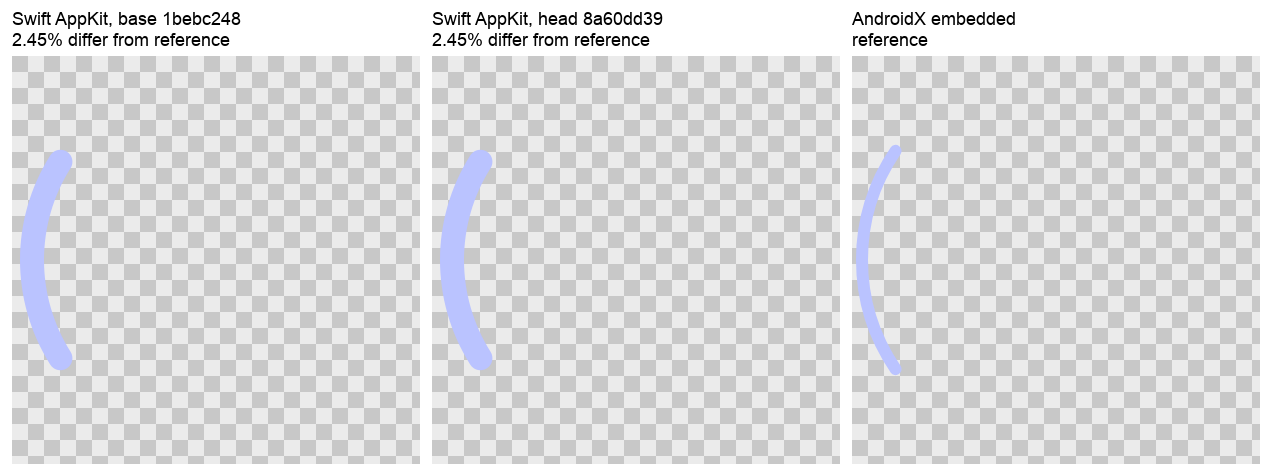 Swift AppKit, base 1bebc248
2.45% differ from reference
Swift AppKit, head 8a60dd39
2.45% differ from reference
AndroidX embedded
reference